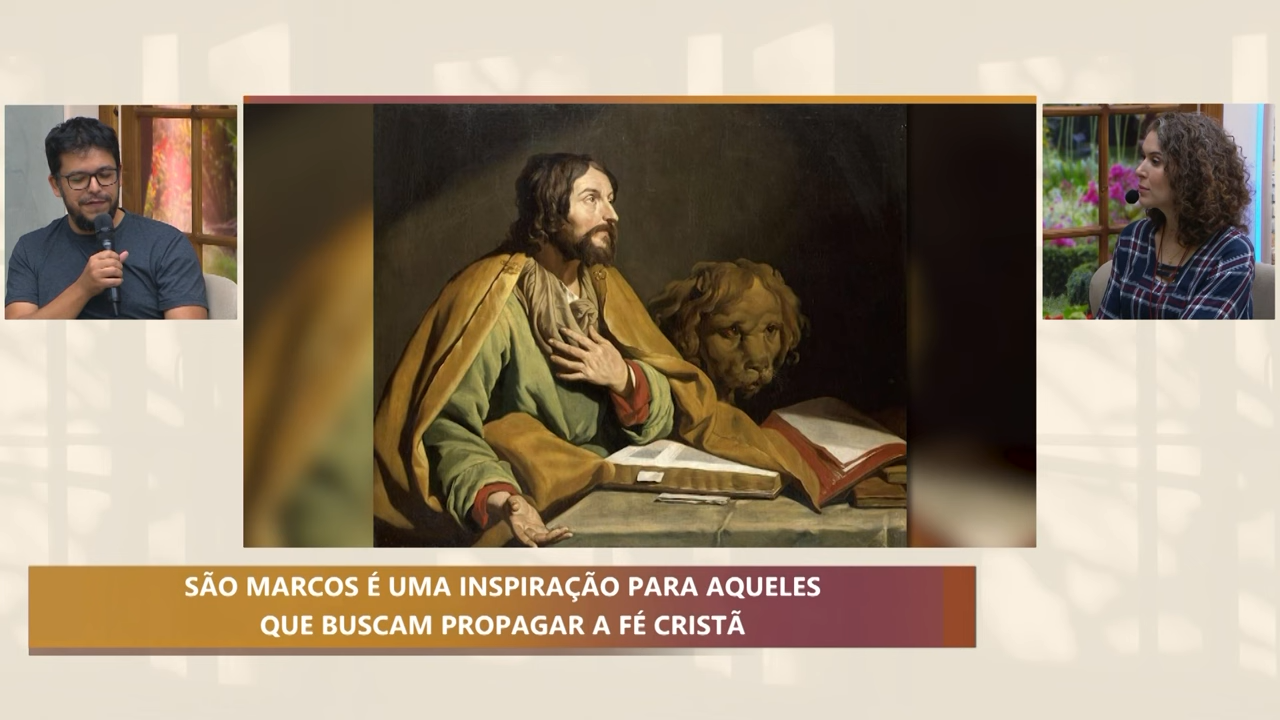 SÃO MARCOS É UMA INSPIRAÇÃO PARA AQUELES
QUE BUSCAM PROPAGAR A FÉ CRISTÃ